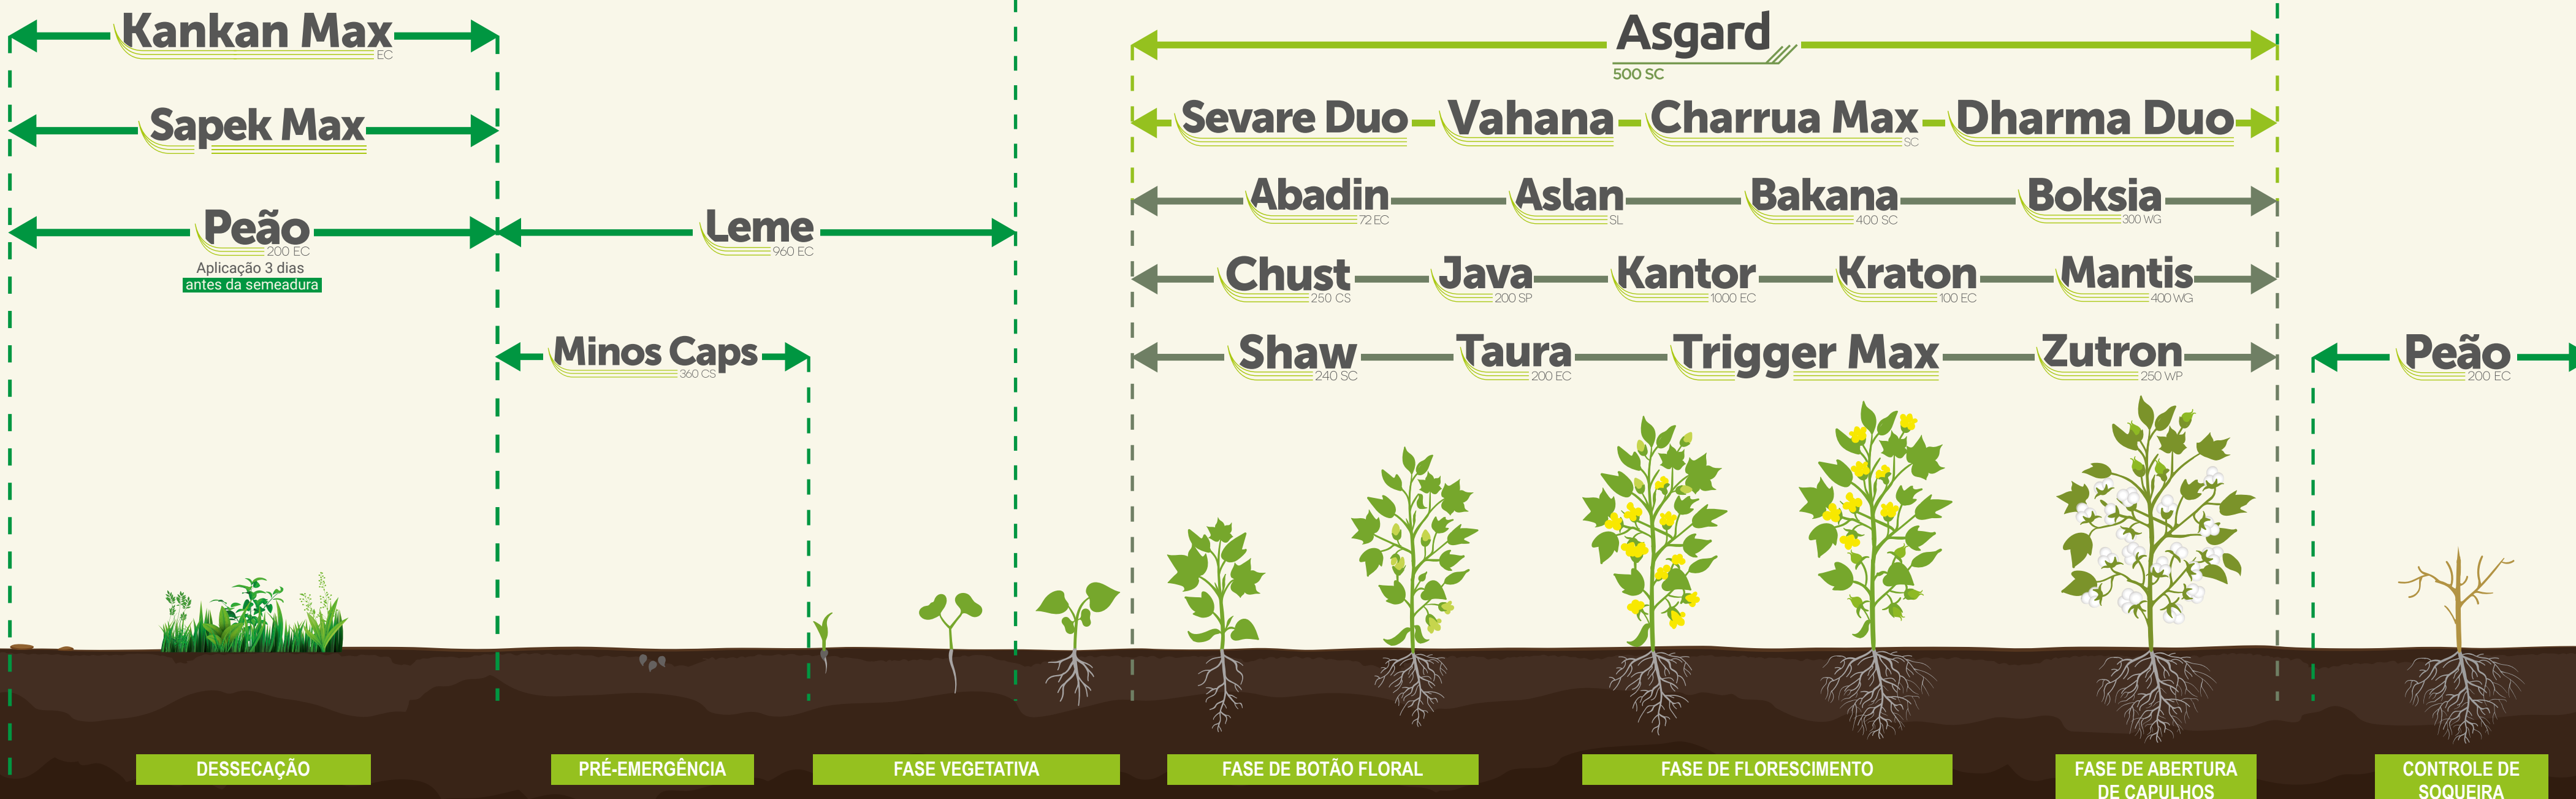 Kankan Max
EC
Asgard
500 SC
Sapek Max
Sevare Duo Vahana Charrua Max Dharma Duo
SC
Peão
200 EC
Aplicação 3 dias
antes da semeadura
Leme
960 EC
Abadin Aslan Bakana Boksia
72 EC SL 400 SC 300 WG
Chust Java Kantor Kraton Mantis
250 CS 200 SP 1000 EC 100 EC 400 WG
Minos Caps
360 CS
Shaw Taura Trigger Max Zutron
240 SC 200 EC 250 WP
Peão
200 EC
DESSECAÇÃO
PRÉ-EMERGÊNCIA
FASE VEGETATIVA
FASE DE BOTÃO FLORAL
FASE DE FLORESCIMENTO
FASE DE ABERTURA
DE CAPULHOS
CONTROLE DE
SOQUEIRA